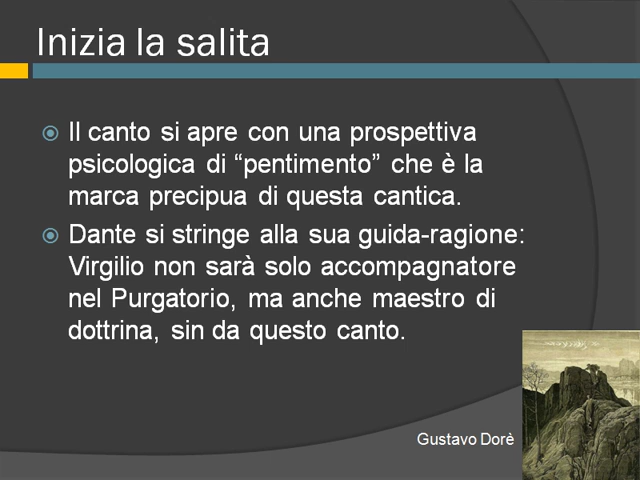 Inizia la salita
Il canto si apre con una prospettiva
psicologica di “pentimento” che è la
marca precipua di questa cantica.
Dante si stringe alla sua guida-ragione:
Virgilio non sarà solo accompagnatore
nel Purgatorio, ma anche maestro di
dottrina, sin da questo canto.
Gustavo Dorè